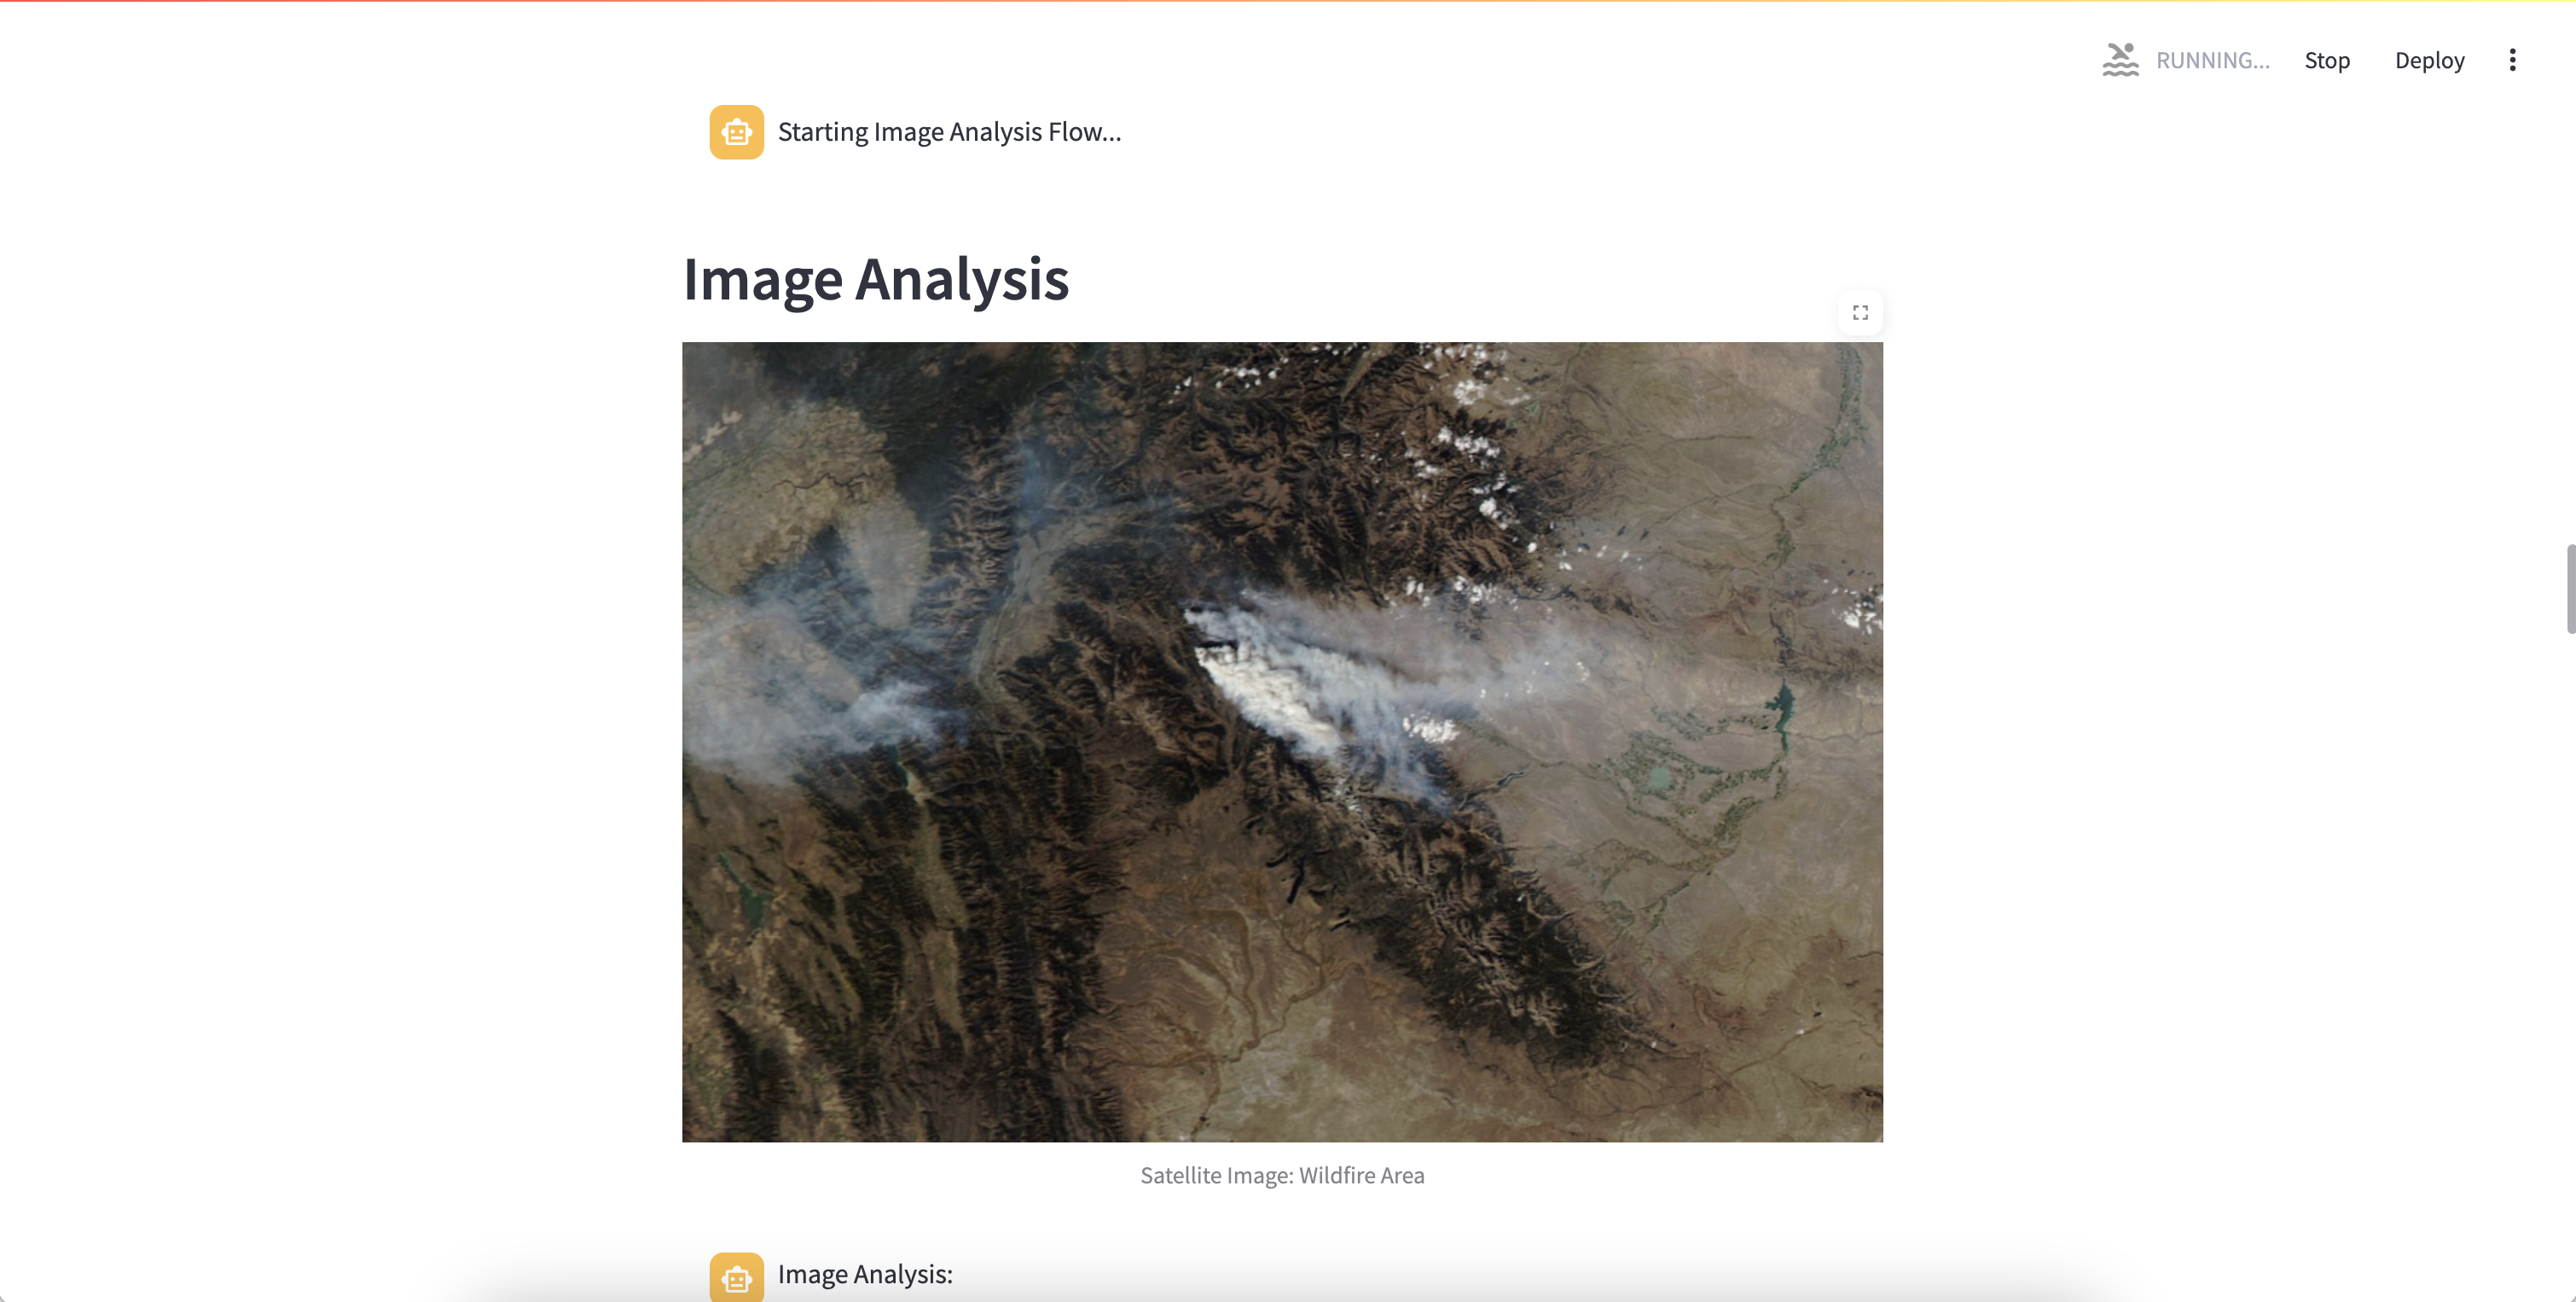 RUNNING...
Stop
Deploy
Starting Image Analysis Flow...
Image Analysis
Satellite Image: Wildfire Area
Image Analysis: